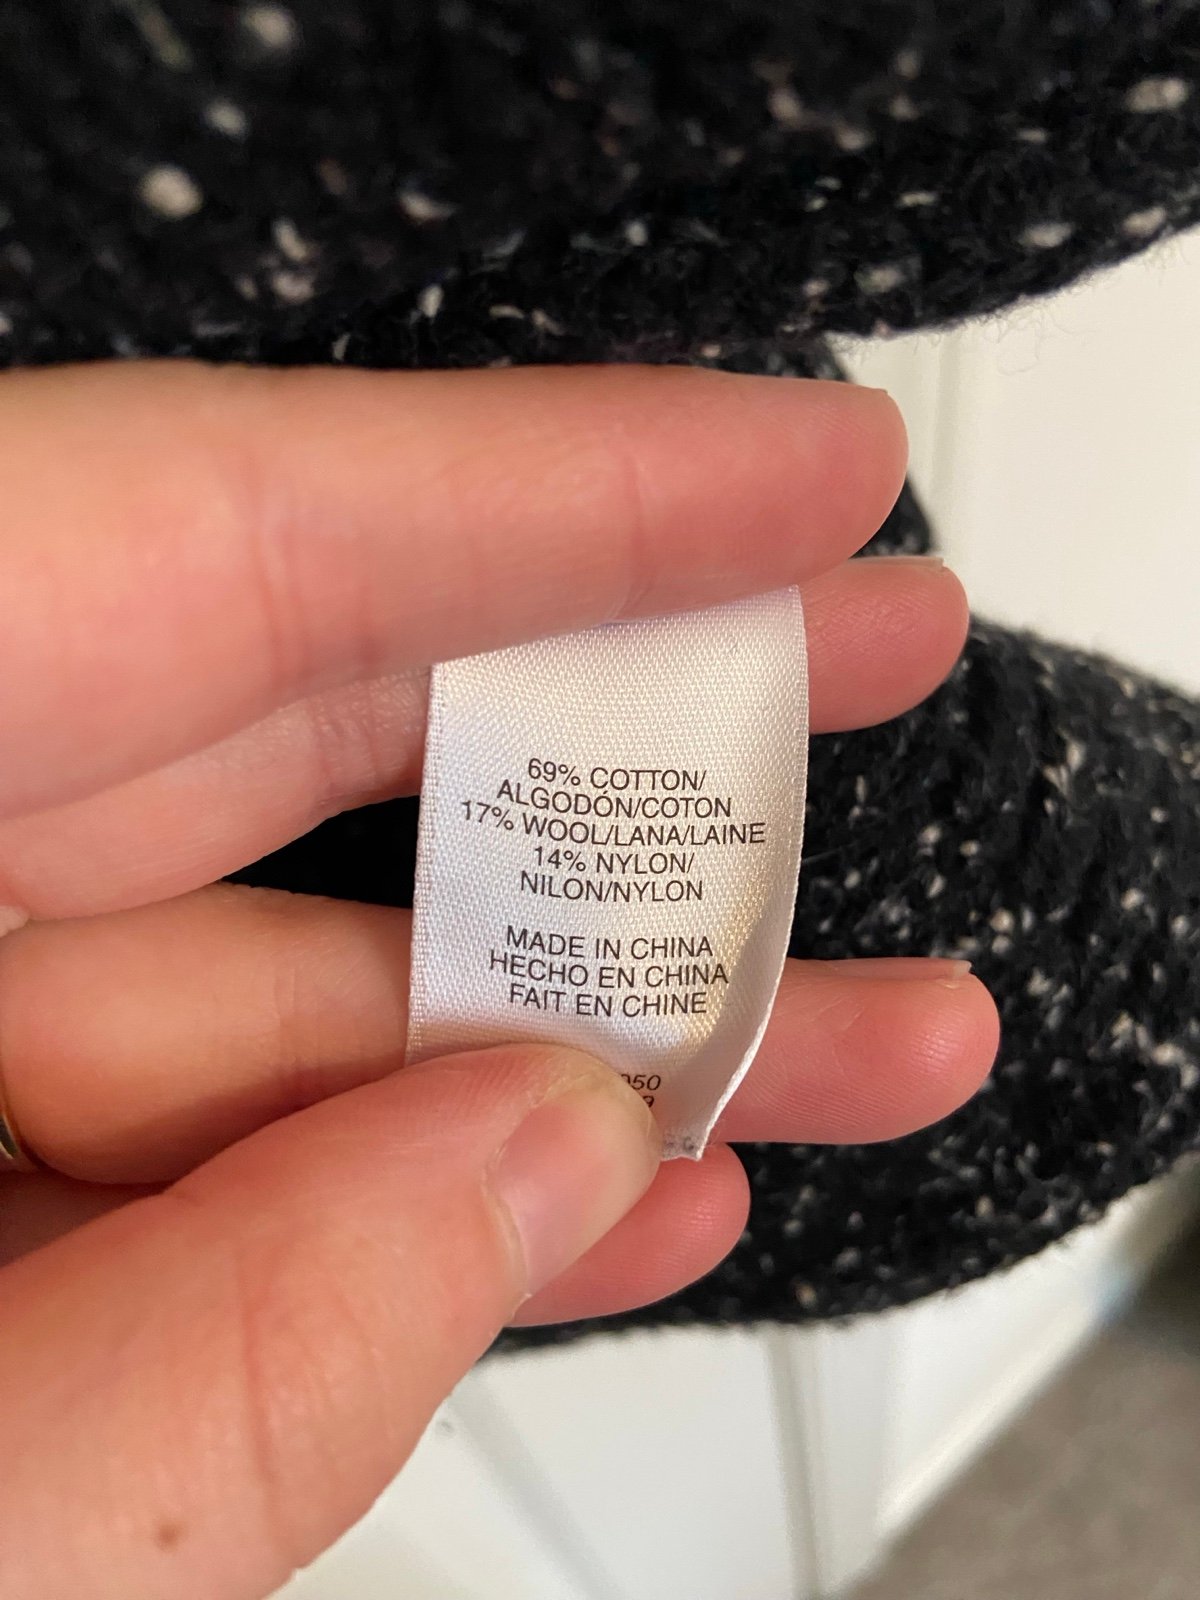 69% COTTON/
ALGODÓN/COTON
17% WOOL/LANA/LAINE
14% NYLON/
NILON/NYLON
MADE IN CHINA
HECHO EN CHINA
FAIT EN CHINE